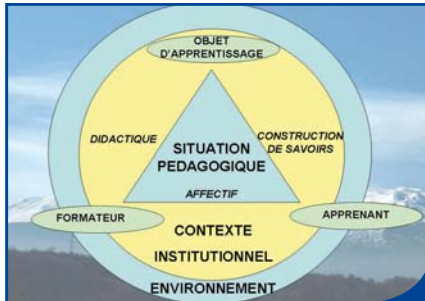 OBJET
D'APPRENTISSAGE
DIDACTIQUE
CONSTRUCTION
DE SAVOIRS
SITUATION
PEDAGOGIQUE
AFFECTIF
FORMATEUR
APPRENANT
CONTEXTE
INSTITUTIONNEL
ENVIRONNEMENT